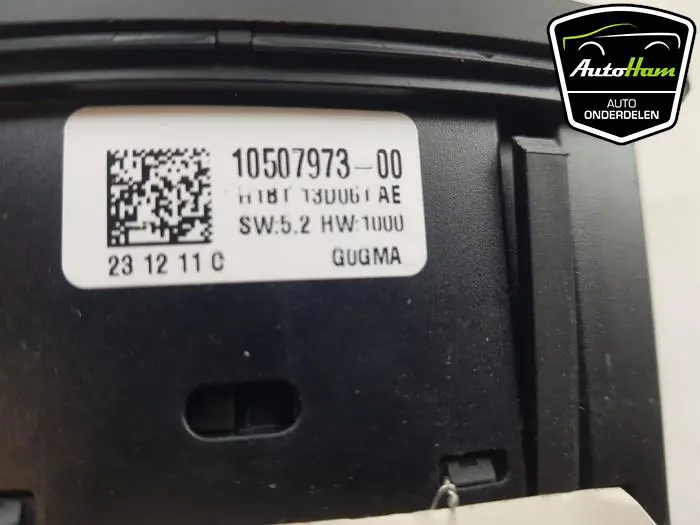 AutoHam
AUTO
ONDERDELEN
10507973-00
H1BT 13D061 AE
SW:5.2 HW:1000
23 12 11 C
GUGMA